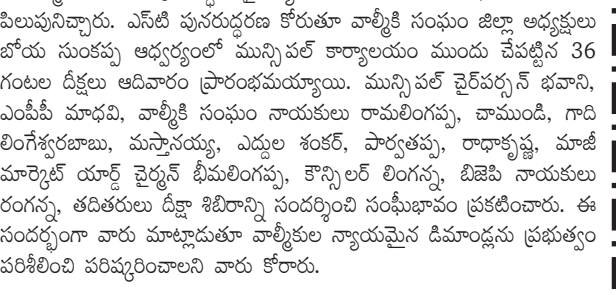 పిలుపునిచ్చారు. ఎస్‌టి పునరుద్ధరణ కోరుతూ వాల్మీకి సంఘం జిల్లా అధ్యక్షులు
బోయ సుంకప్ప ఆధ్వర్యంలో మున్సిపల్ కార్యాలయం ముందు చేపట్టిన 36
గంటల దీక్షలు ఆదివారం ప్రారంభమయ్యాయి. మున్సిపల్ చైర్‌పర్సన్ భవాని,
ఎంపీపీ మాధవి, వాల్మీకి సంఘం నాయకులు రామలింగప్ప, చాముండి, గాది
లింగేశ్వరబాబు, మస్తానయ్య, ఎద్దుల శంకర్, పార్వతప్ప, రాధాకృష్ణ, మాజీ
మార్కెట్ యార్డ్ చైర్మన్ భీమలింగప్ప, కౌన్సిలర్ లింగన్న, బిజెపి నాయకులు
రంగన్న, తదితరులు దీక్షా శిబిరాన్ని సందర్శించి సంఘీభావం ప్రకటించారు. ఈ
సందర్భంగా వారు మాట్లాడుతూ వాల్మీకుల న్యాయమైన డిమాండ్లను ప్రభుత్వం
పరిశీలించి పరిష్కరించాలని వారు కోరారు.